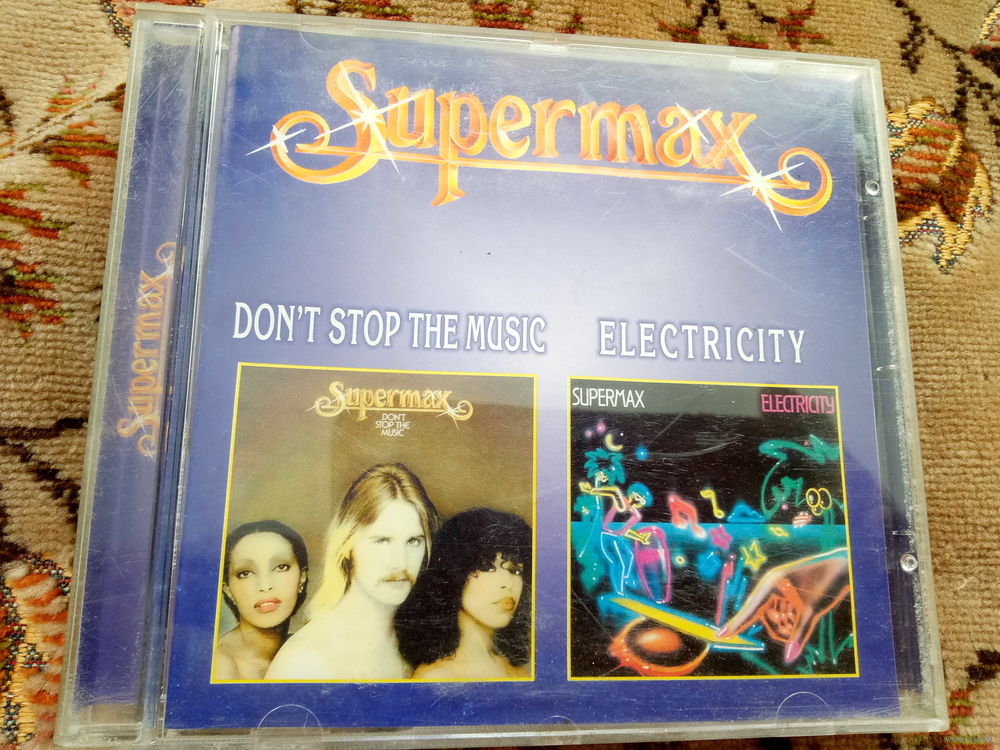 Supermax
Supermax
DON'T STOP THE MUSIC
ELECTRICITY
Supermax
DON'T
STOP THE
MUSIC
SUPERMAX
ELECTRICITY